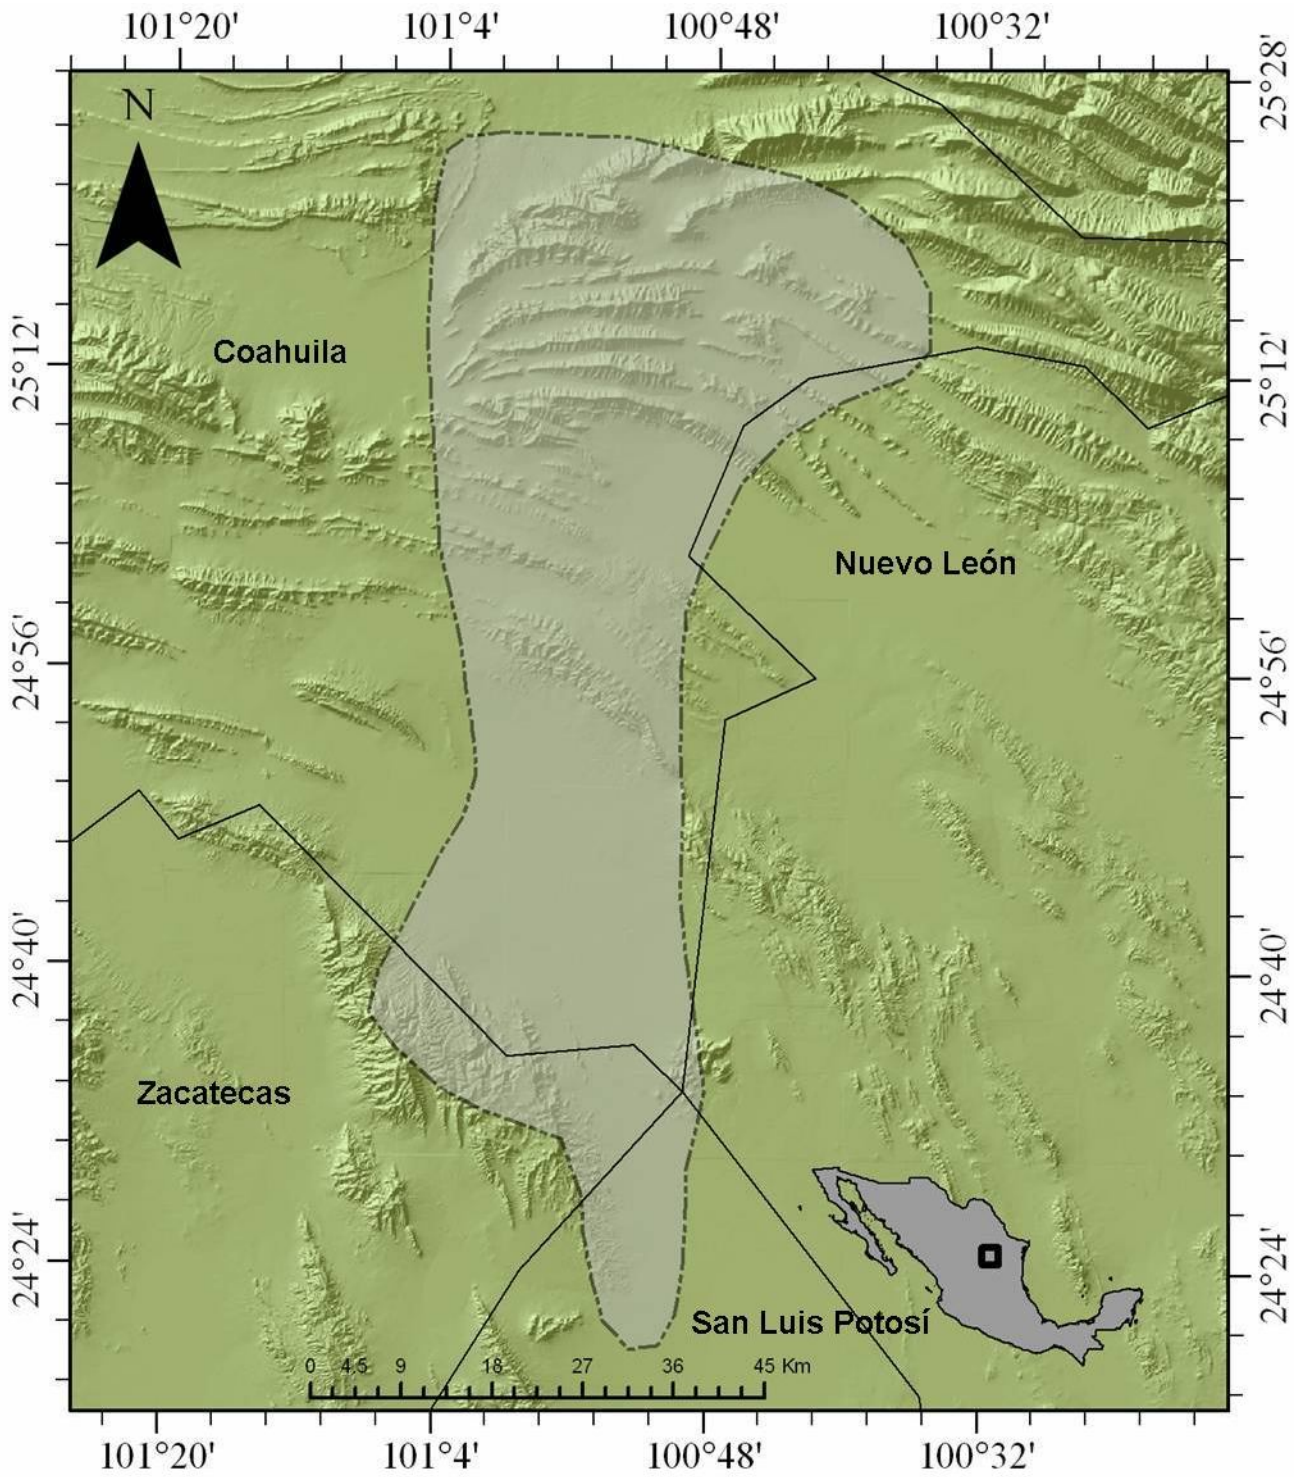 101°20' 101°4' 100°48' 100°32'
25°28'
N
25°12'
25°12'
Coahuila
Nuevo León
24°56'
24°56'
24°40'
24°40'
Zacatecas
24°24'
24°24'
San Luis Potosí
0 4.5 9 18 27 36 45 Km
101°20' 101°4' 100°48' 100°32'